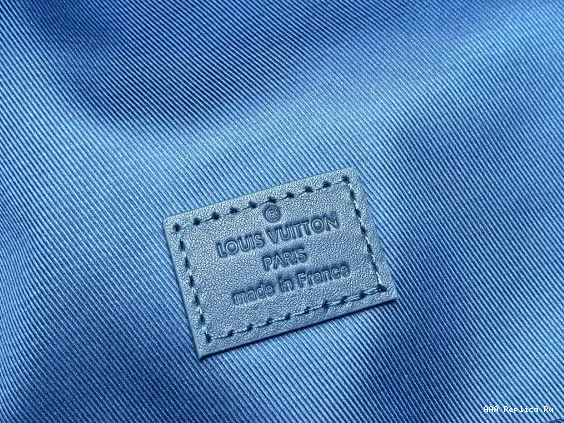 ©
LOUIS VUITTON
PARIS
made in France
AAA Replica Ru